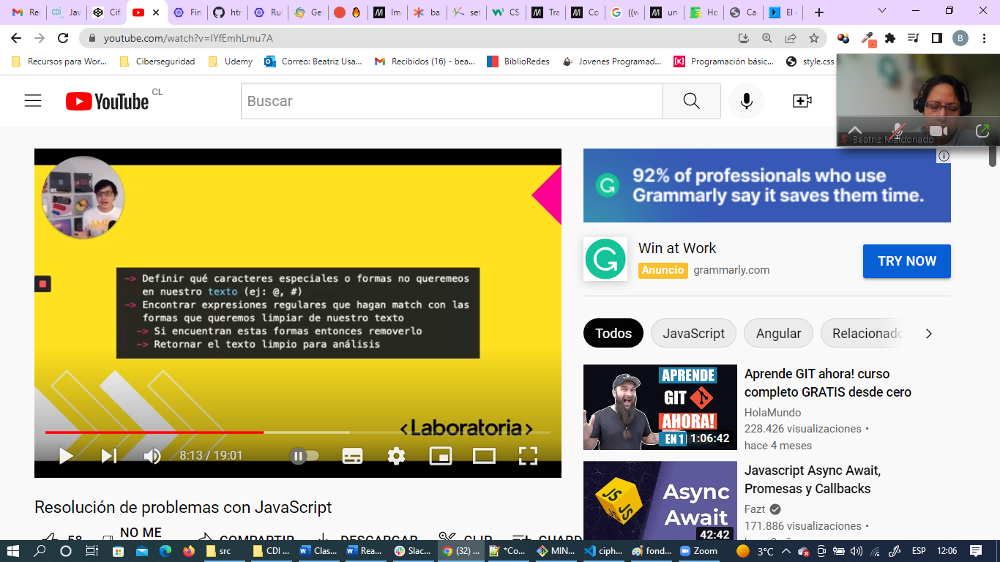 Rec
Jav
Cif
Fin
htr
Rul
Ge
Im
ba
set
CS
Tra
Co
((w
un
Ho
Ca
El c
youtube.com/watch?v=IYfEmhLmu7A
B
Recursos para Wor...
Ciberseguridad
Udemy
Correo: Beatriz Usa...
Recibidos (16) - bea...
BiblioRedes
Jovenes Programad...
Programación básic...
style.css
YouTube CL
Buscar
Beatriz Maldonado
-> Definir qué caracteres especiales o formas no queremeos
en nuestro texto (ej: @, #)
-> Encontrar expresiones regulares que hagan match con las
formas que queremos limpiar de nuestro texto
-> Si encuentran estas formas entonces removerlo
-> Retornar el texto limpio para análisis
<Laboratoria>
8:13 / 19:01
Resolución de problemas con JavaScript
58
NO ME
COMPARTIR
DESCARGAR
CLIP
GUARD
92% of professionals who use
Grammarly say it saves them time.
Win at Work
Anuncio grammarly.com
TRY NOW
Todos
JavaScript
Angular
Relacionado
APRENDE
GIT
AHORA!
EN 1
1:06:42
Aprende GIT ahora! curso
completo GRATIS desde cero
HolaMundo
228.426 visualizaciones •
hace 4 meses
JS
JS
Async
Await
42:42
Javascript Async Await,
Promesas y Callbacks
Fazt
171.886 visualizaciones •
src
CDI
Clas...
Rea...
Slac...
(32) ...
*Co...
MIN...
ciph...
fond...
Zoom
3°C
ESP
12:06